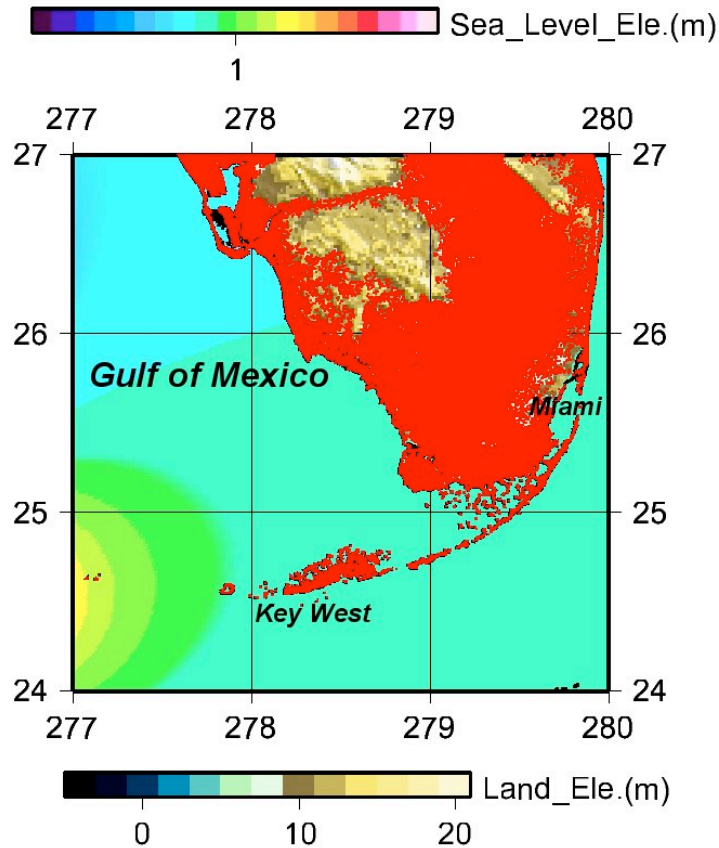 Sea_Level_Ele.(m)
1
277 278 279 280
27 27
26 26
Gulf of Mexico
Miami
25 25
Key West
24 24
277 278 279 280
Land_Ele.(m)
0 10 20